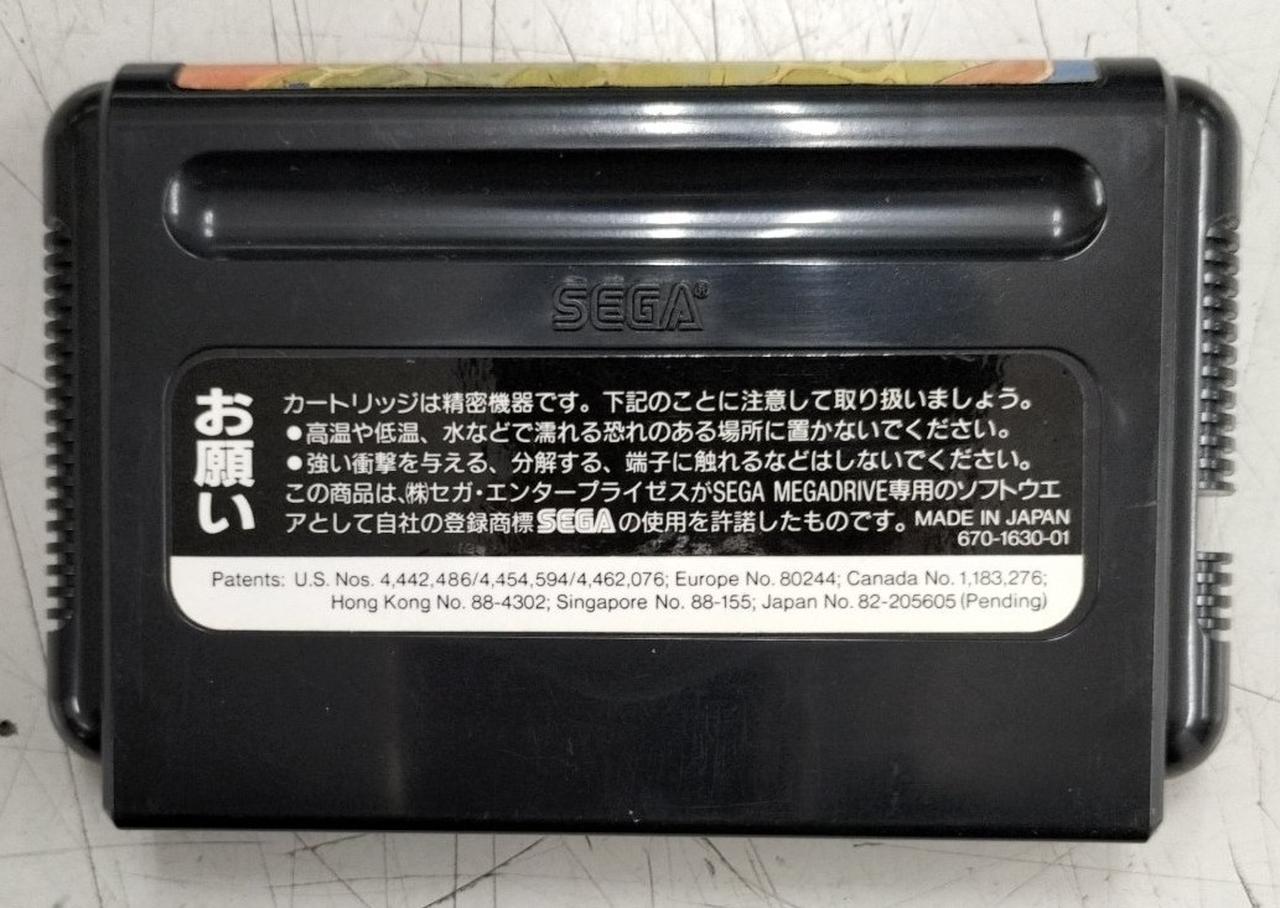 SEGA®
お願い
カートリッジは精密機器です。下記のことに注意して取り扱いましょう。
●高温や低温、水などで濡れる恐れのある場所に置かないでください。
●強い衝撃を与える、分解する、端子に触れるなどはしないでください。
この商品は、㈱セガ・エンタープライゼスがSEGA MEGADRIVE専用のソフトウエ
アとして自社の登録商標SEGAの使用を許諾したものです。MADE IN JAPAN
670-1630-01
Patents: U.S. Nos. 4,442,486/4,454,594/4,462,076; Europe No. 80244; Canada No. 1,183,276;
Hong Kong No. 88-4302; Singapore No. 88-155; Japan No. 82-205605 (Pending)